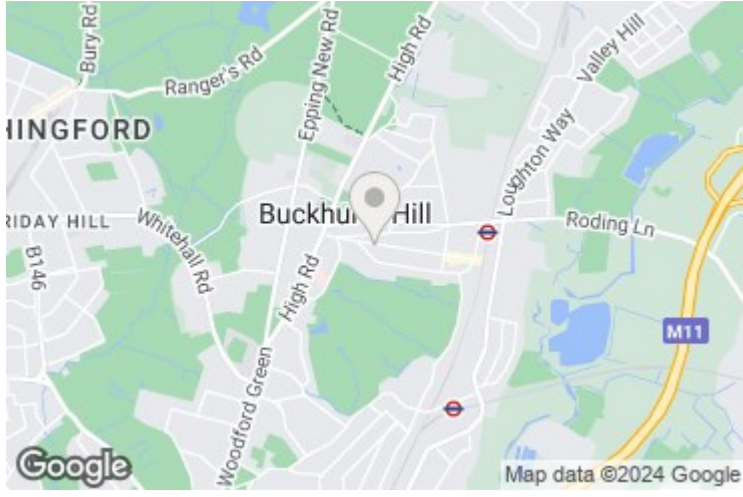 Bury Rd
Ranger's Rd
Epping New Rd
High Rd
Valley Hill
HINGFORD
Loughton Way
RIDAY HILL
Whitehall Rd
Buckhu Hill
Roding Ln
B146
High Rd
M11
Woodford Green
Google
Map data ©2024 Google